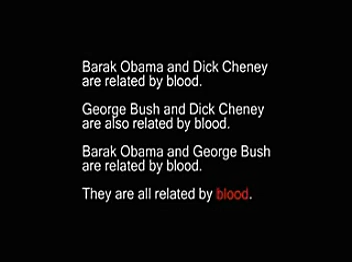 Barak Obama and Dick Cheney
are related by blood.
George Bush and Dick Cheney
are also related by blood.
Barak Obama and George Bush
are related by blood.
They are all related by blood.